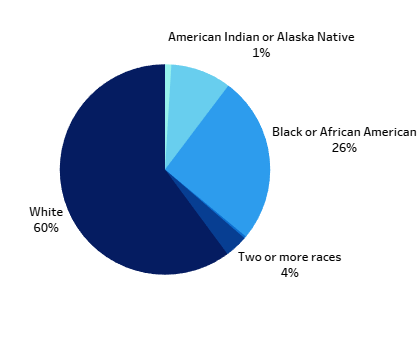 American Indian or Alaska Native
1%
Black or African American
26%
White
60%
Two or more races
4%